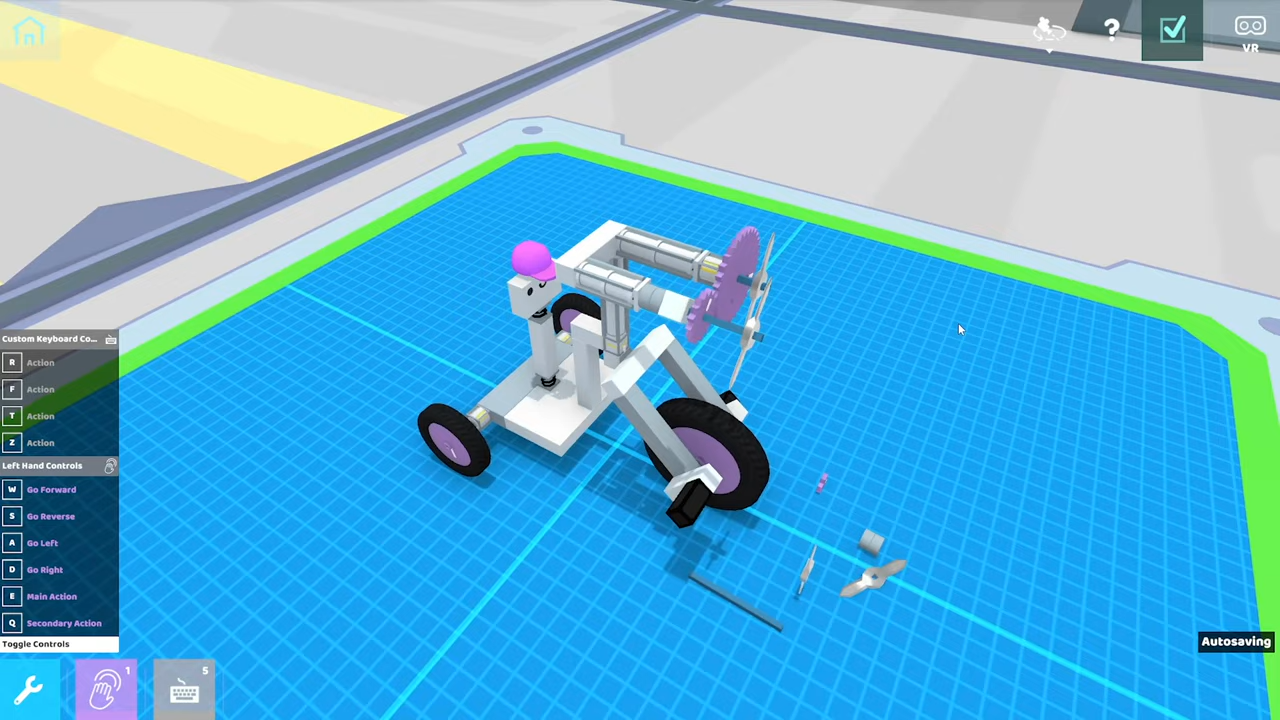 ?
VR
Custom Keyboard Co...
R Action
F Action
T Action
Z Action
Left Hand Controls
W Go Forward
S Go Reverse
A Go Left
D Go Right
E Main Action
Q Secondary Action
Toggle Controls
Autosaving
1
5